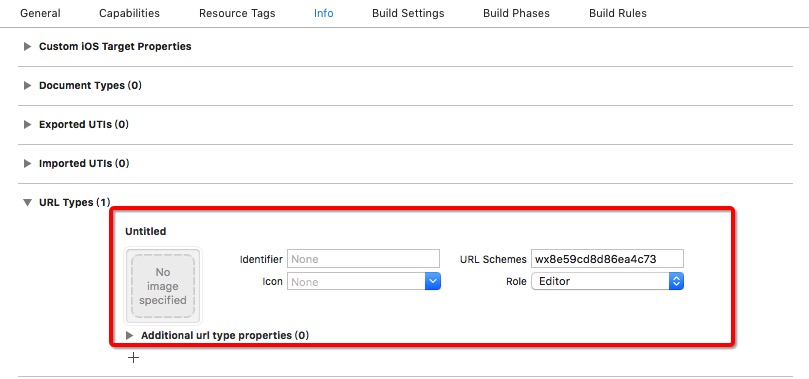 General Capabilities Resource Tags Info Build Settings Build Phases Build Rules
Custom iOS Target Properties
Document Types (0)
Exported UTIs (0)
Imported UTIs (0)
URL Types (1)
Untitled
No
image
specified
Identifier None URL Schemes wx8e59cd8d86ea4c73
Icon None Role Editor
Additional url type properties (0)